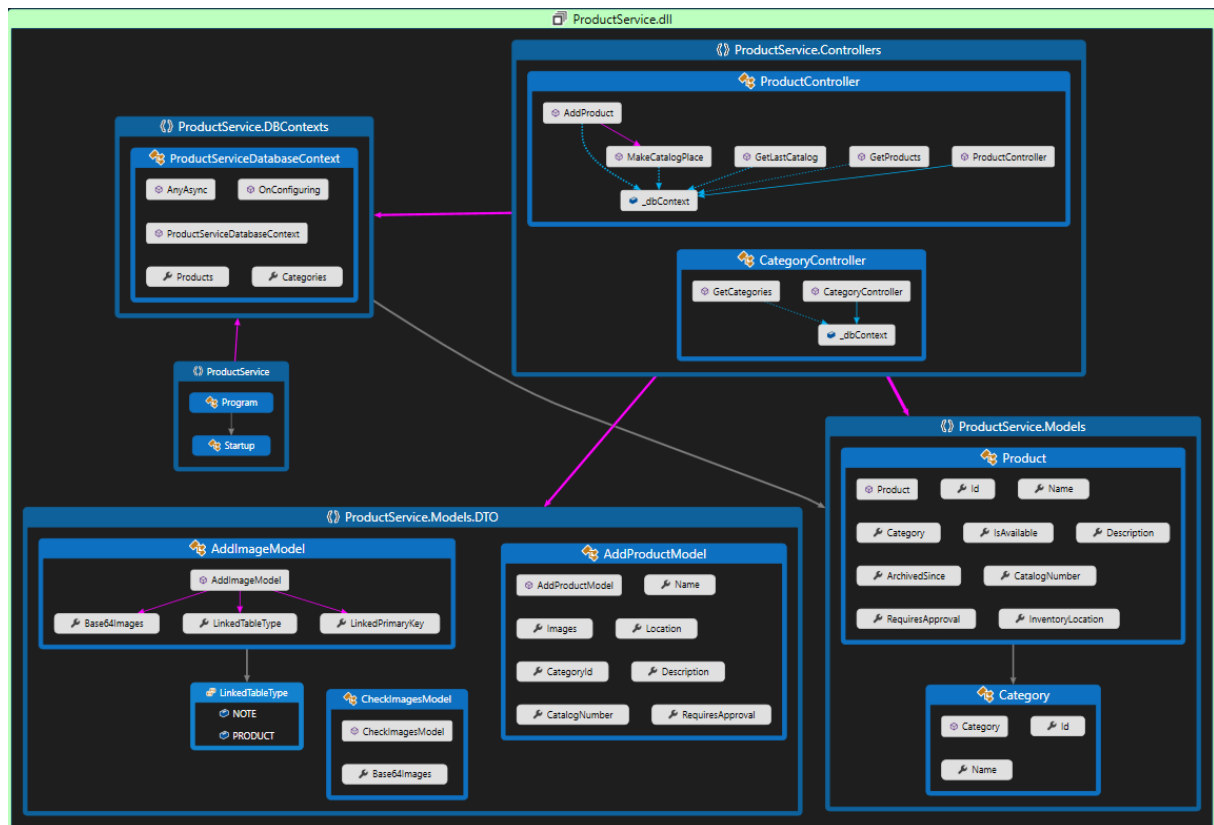 ProductService.dll
ProductService.Controllers
ProductController
AddProduct
MakeCatalogPlace
GetLastCatalog
GetProducts
ProductController
_dbContext
CategoryController
GetCategories
CategoryController
_dbContext
ProductService.DBContexts
ProductServiceDatabaseContext
AnyAsync
OnConfiguring
ProductServiceDatabaseContext
Products
Categories
ProductService
Program
Startup
ProductService.Models
Product
Product
Id
Name
Category
IsAvailable
Description
ArchivedSince
CatalogNumber
RequiresApproval
InventoryLocation
Category
Category
Id
Name
ProductService.Models.DTO
AddImageModel
AddImageModel
Base64Images
LinkedTableType
LinkedPrimaryKey
LinkedTableType
NOTE
PRODUCT
CheckImagesModel
CheckImagesModel
Base64Images
AddProductModel
AddProductModel
Name
Images
Location
CategoryId
Description
CatalogNumber
RequiresApproval